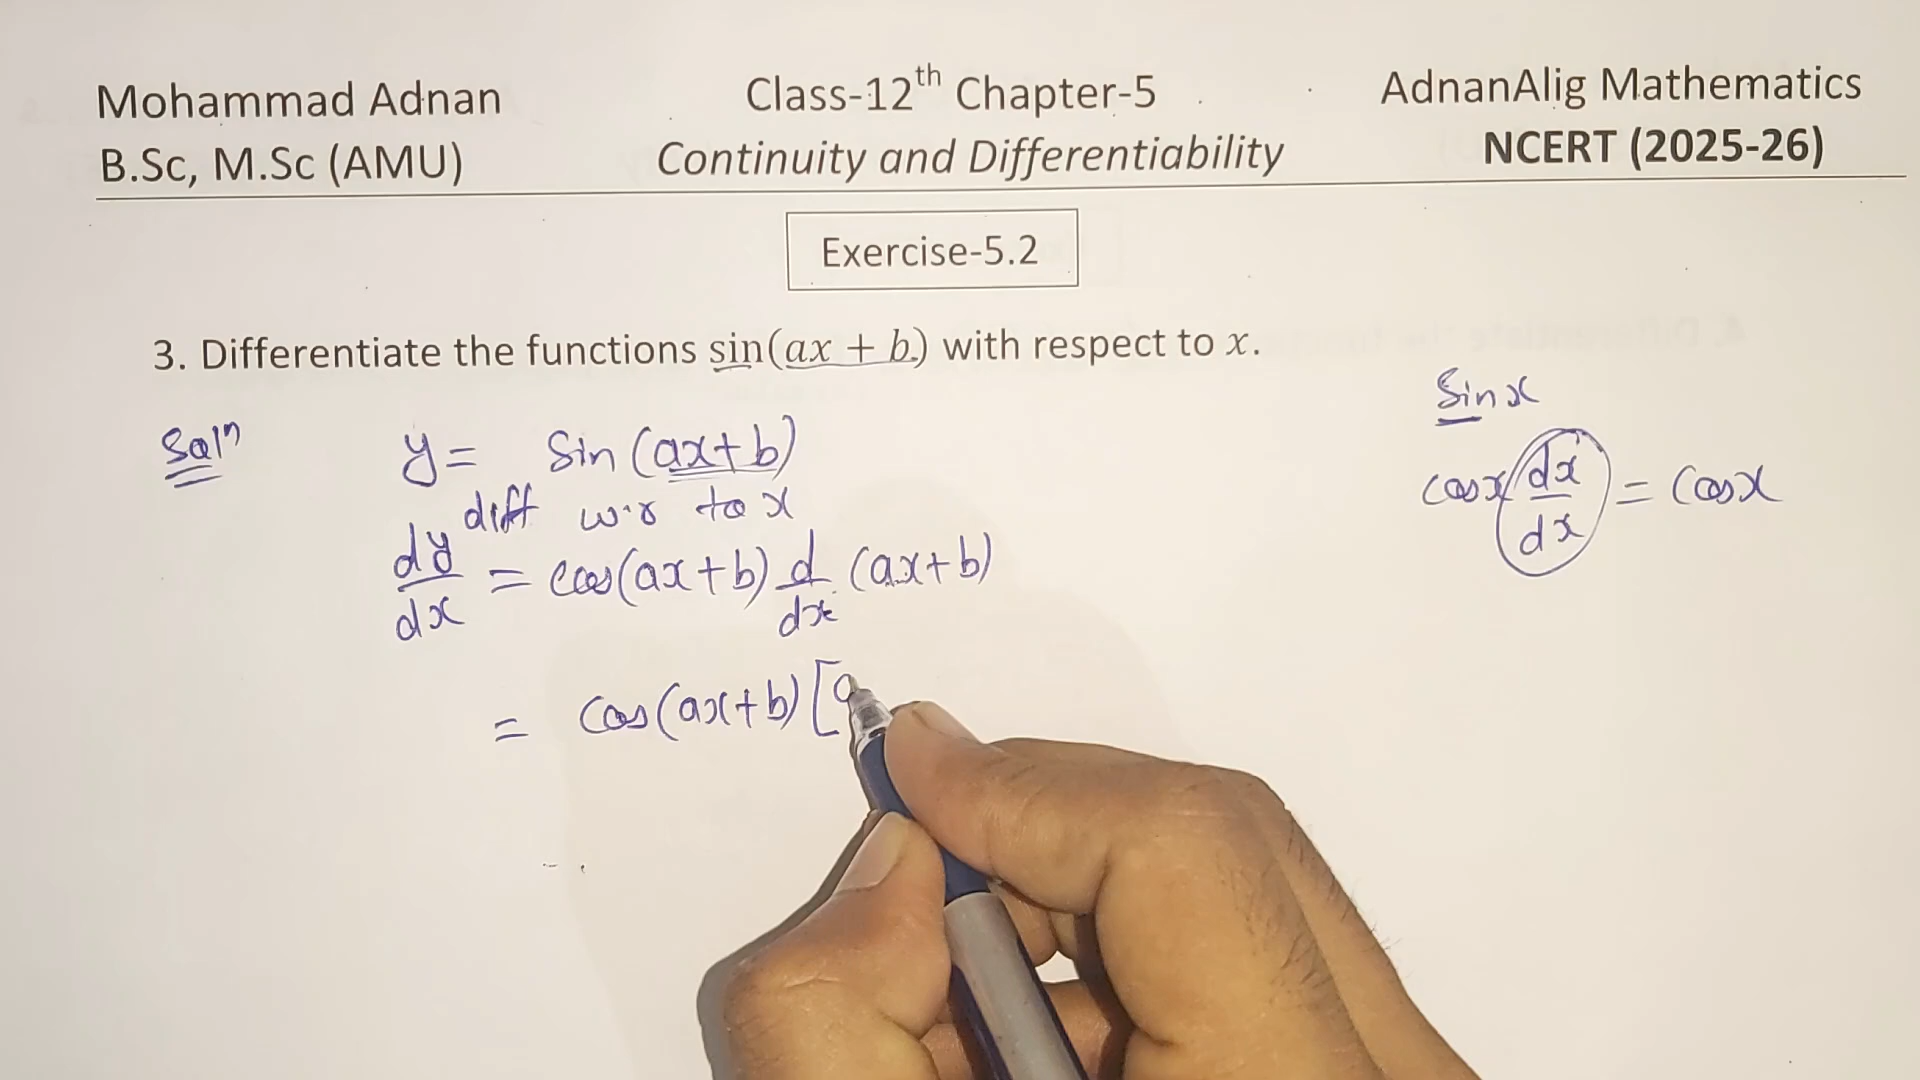 Mohammad Adnan
B.Sc, M.Sc (AMU)
Class-12th Chapter-5
Continuity and Differentiability
AdnanAlig Mathematics
NCERT (2025-26)
Exercise-5.2
3. Differentiate the functions sin(ax + b) with respect to x.
Solⁿ
y = Sin (ax+b)
diff w.r to x
dy/dx = cos(ax+b) d/dx (ax+b)
= Cos(ax+b) [a
Sin x
cosx dx/dx = Cosx